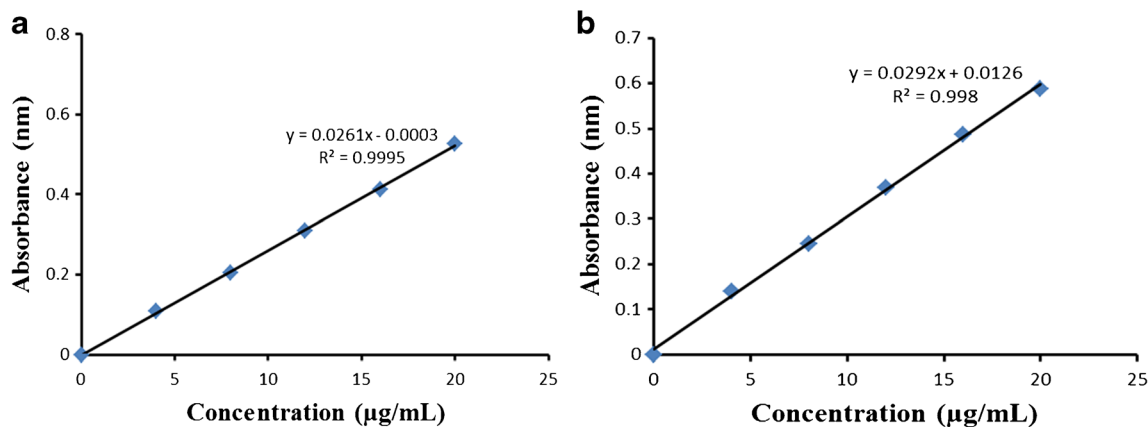 a
0.8
0.6
0.4
0.2
0
0 5 10 15 20 25
Absorbance (nm)
Concentration (µg/mL)
y = 0.0261x - 0.0003
R² = 0.9995
b
0.7
0.6
0.5
0.4
0.3
0.2
0.1
0
0 5 10 15 20 25
Absorbance (nm)
Concentration (µg/mL)
y = 0.0292x + 0.0126
R² = 0.998